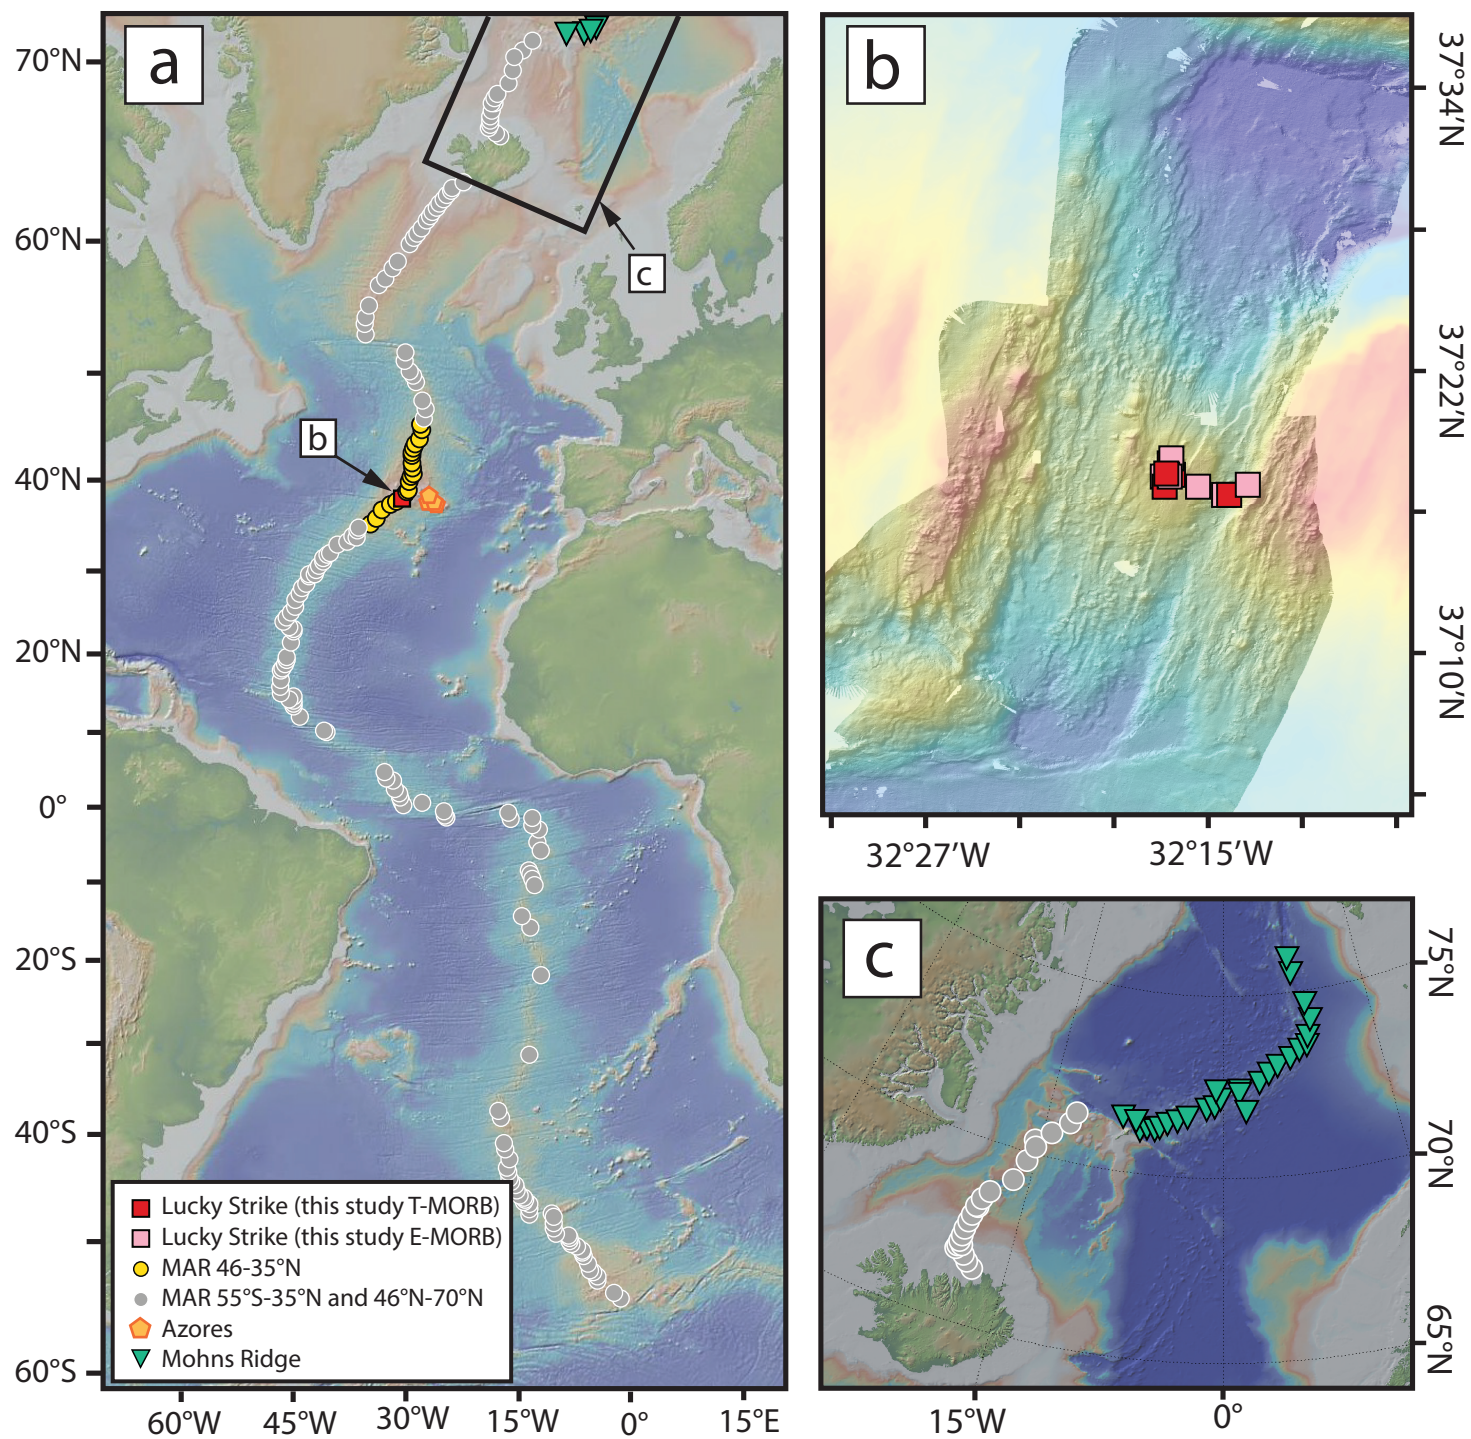 a
70°N
60°N
40°N
20°N
0°
20°S
40°S
60°S
60°W
45°W
30°W
15°W
0°
15°E
c
b
Lucky Strike (this study T-MORB)
Lucky Strike (this study E-MORB)
MAR 46-35°N
MAR 55°S-35°N and 46°N-70°N
Azores
Mohns Ridge
b
37°34'N
37°22'N
37°10'N
32°27'W
32°15'W
c
75°N
70°N
65°N
15°W
0°